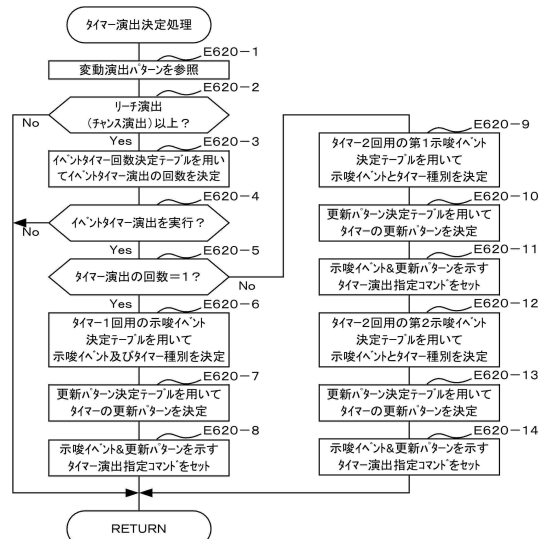 タイマー演出決定処理
E620-1
変動演出パターンを参照
E620-2
リーチ演出
(チャンス演出)以上?
No
Yes
E620-3
イベントタイマー回数決定テーブルを用い
てイベントタイマー演出の回数を決定
E620-4
イベントタイマー演出を実行?
No
Yes
E620-5
タイマー演出の回数=1?
No
Yes
E620-6
タイマー1回用の示唆イベント
決定テーブルを用いて
示唆イベント及びタイマー種別を決定
E620-7
更新パターン決定テーブルを用いて
タイマーの更新パターンを決定
E620-8
示唆イベント&更新パターンを示す
タイマー演出指定コマンドをセット
E620-9
タイマー2回用の第1示唆イベント
決定テーブルを用いて
示唆イベントとタイマー種別を決定
E620-10
更新パターン決定テーブルを用いて
タイマーの更新パターンを決定
E620-11
示唆イベント&更新パターンを示す
タイマー演出指定コマンドをセット
E620-12
タイマー2回用の第2示唆イベント
決定テーブルを用いて
示唆イベントとタイマー種別を決定
E620-13
更新パターン決定テーブルを用いて
タイマーの更新パターンを決定
E620-14
示唆イベント&更新パターンを示す
タイマー演出指定コマンドをセット
RETURN